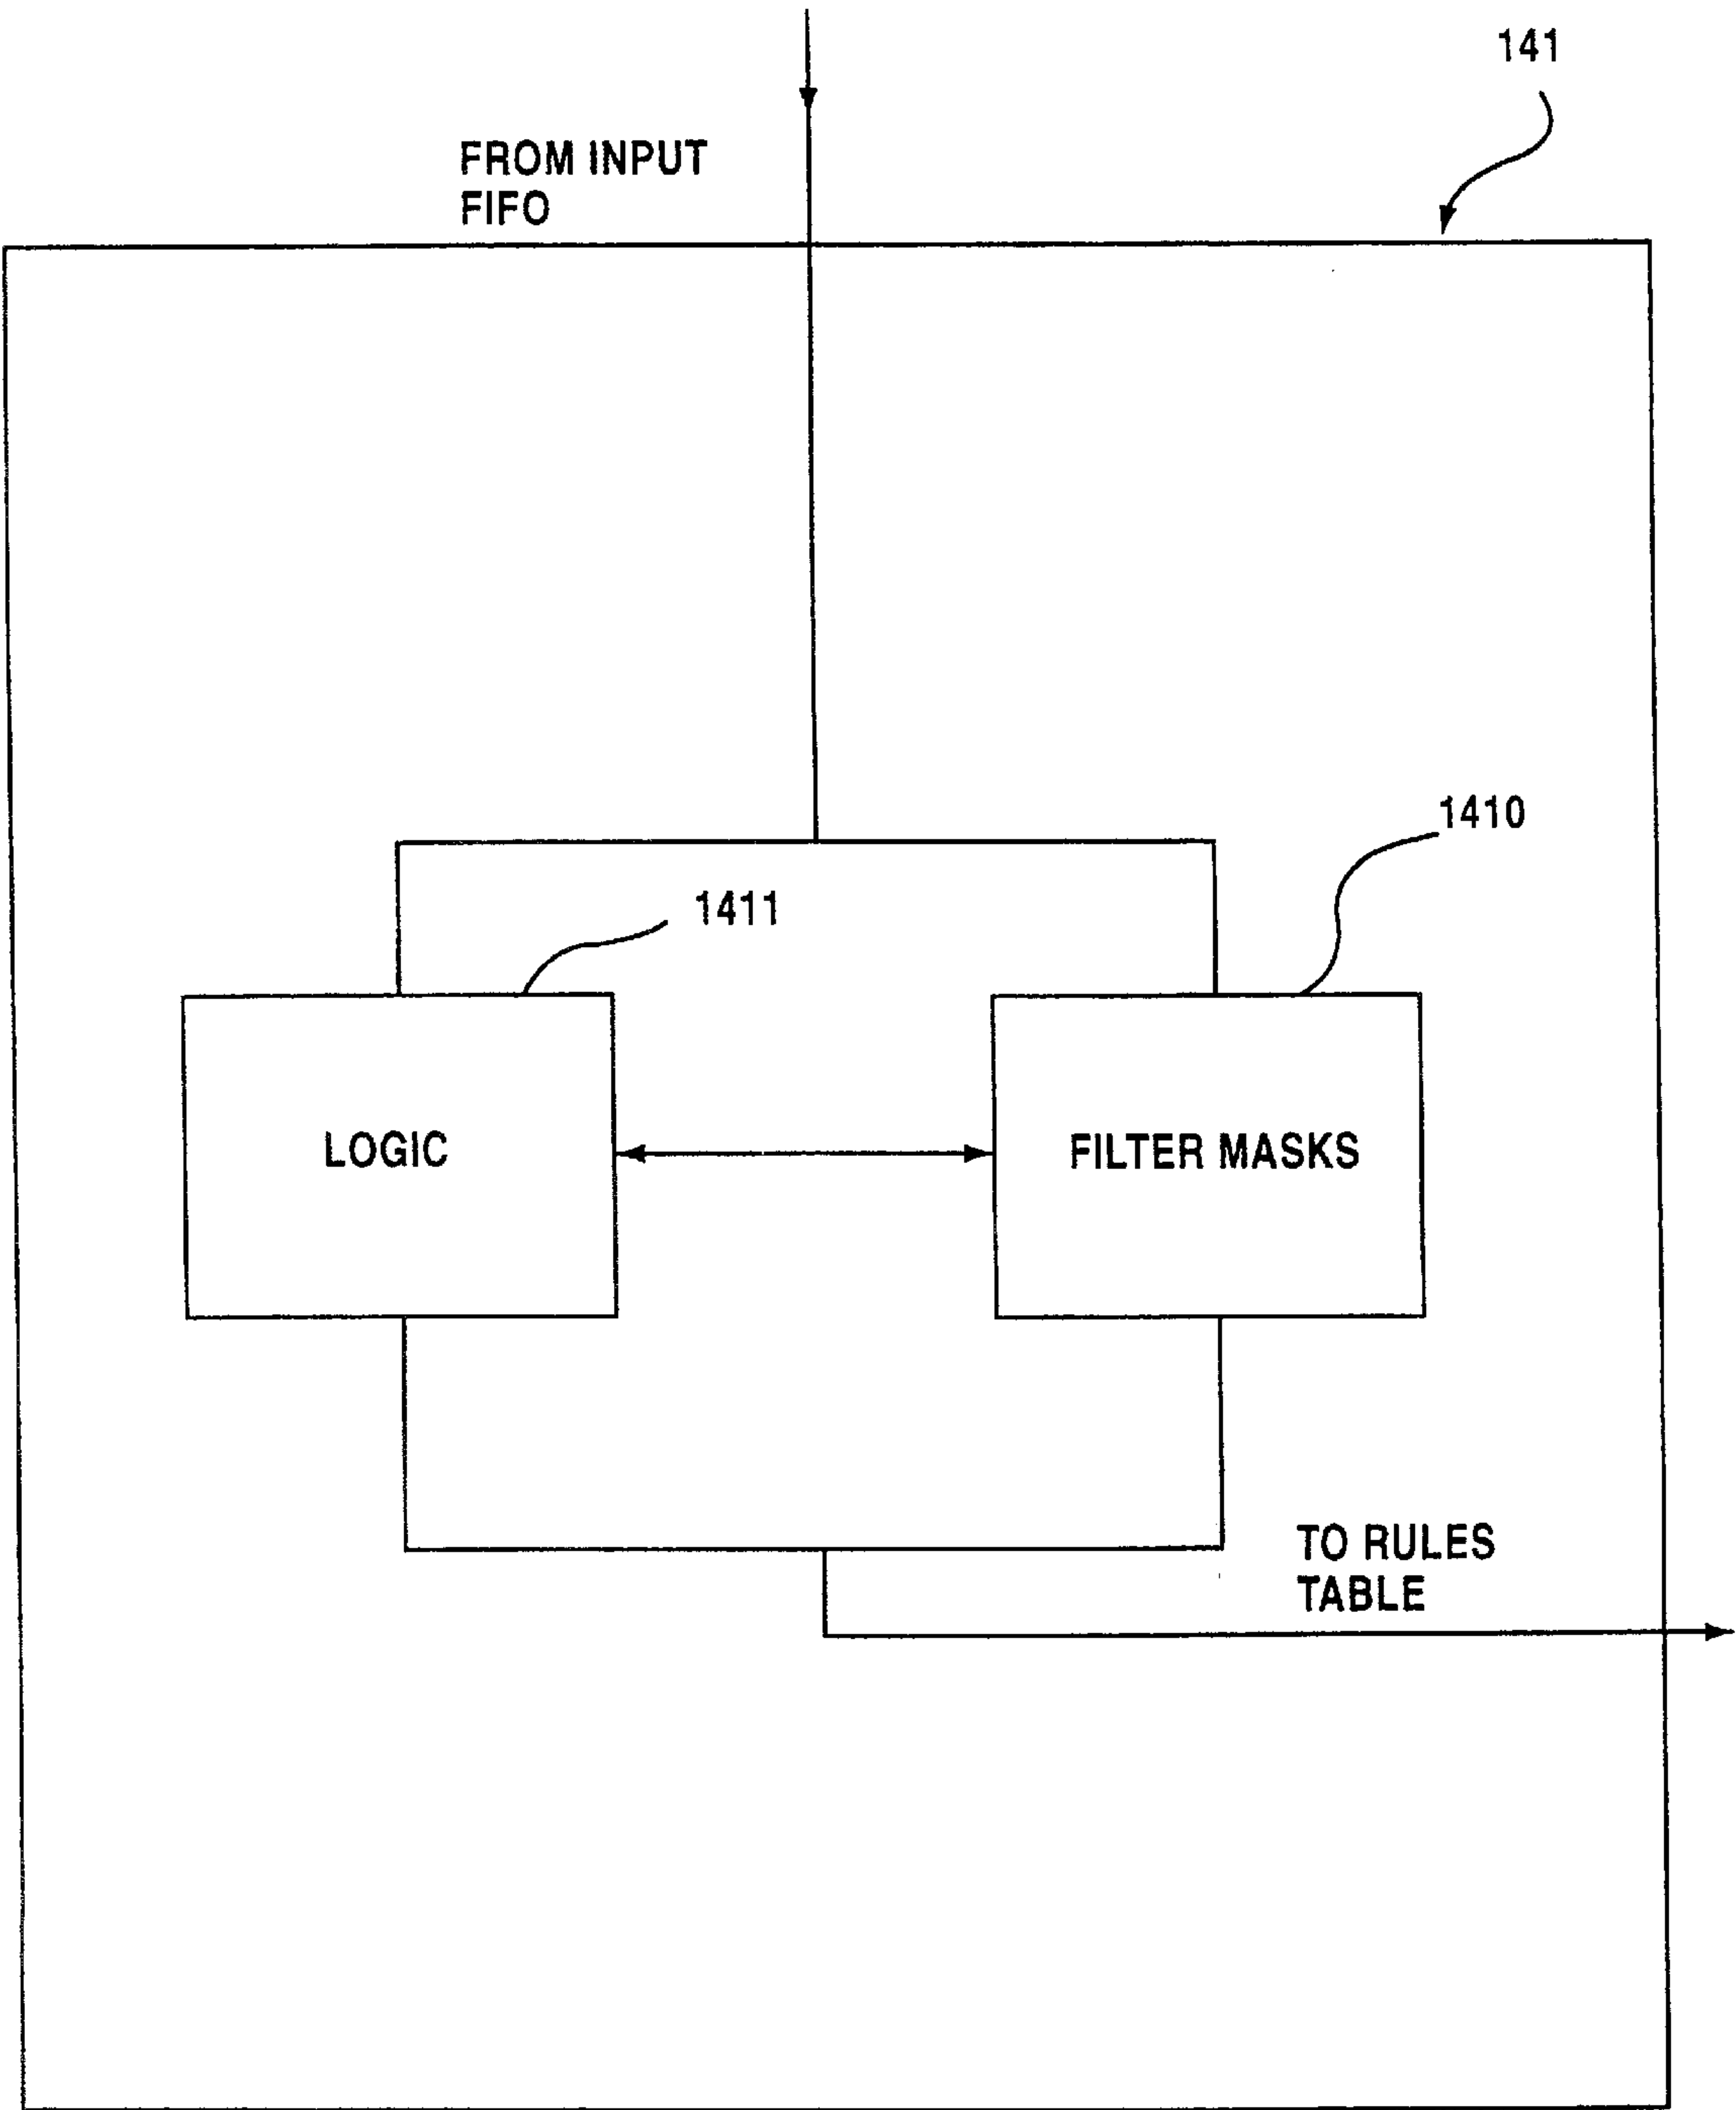 141
FROM INPUT
FIFO
1410
1411
LOGIC
FILTER MASKS
TO RULES
TABLE